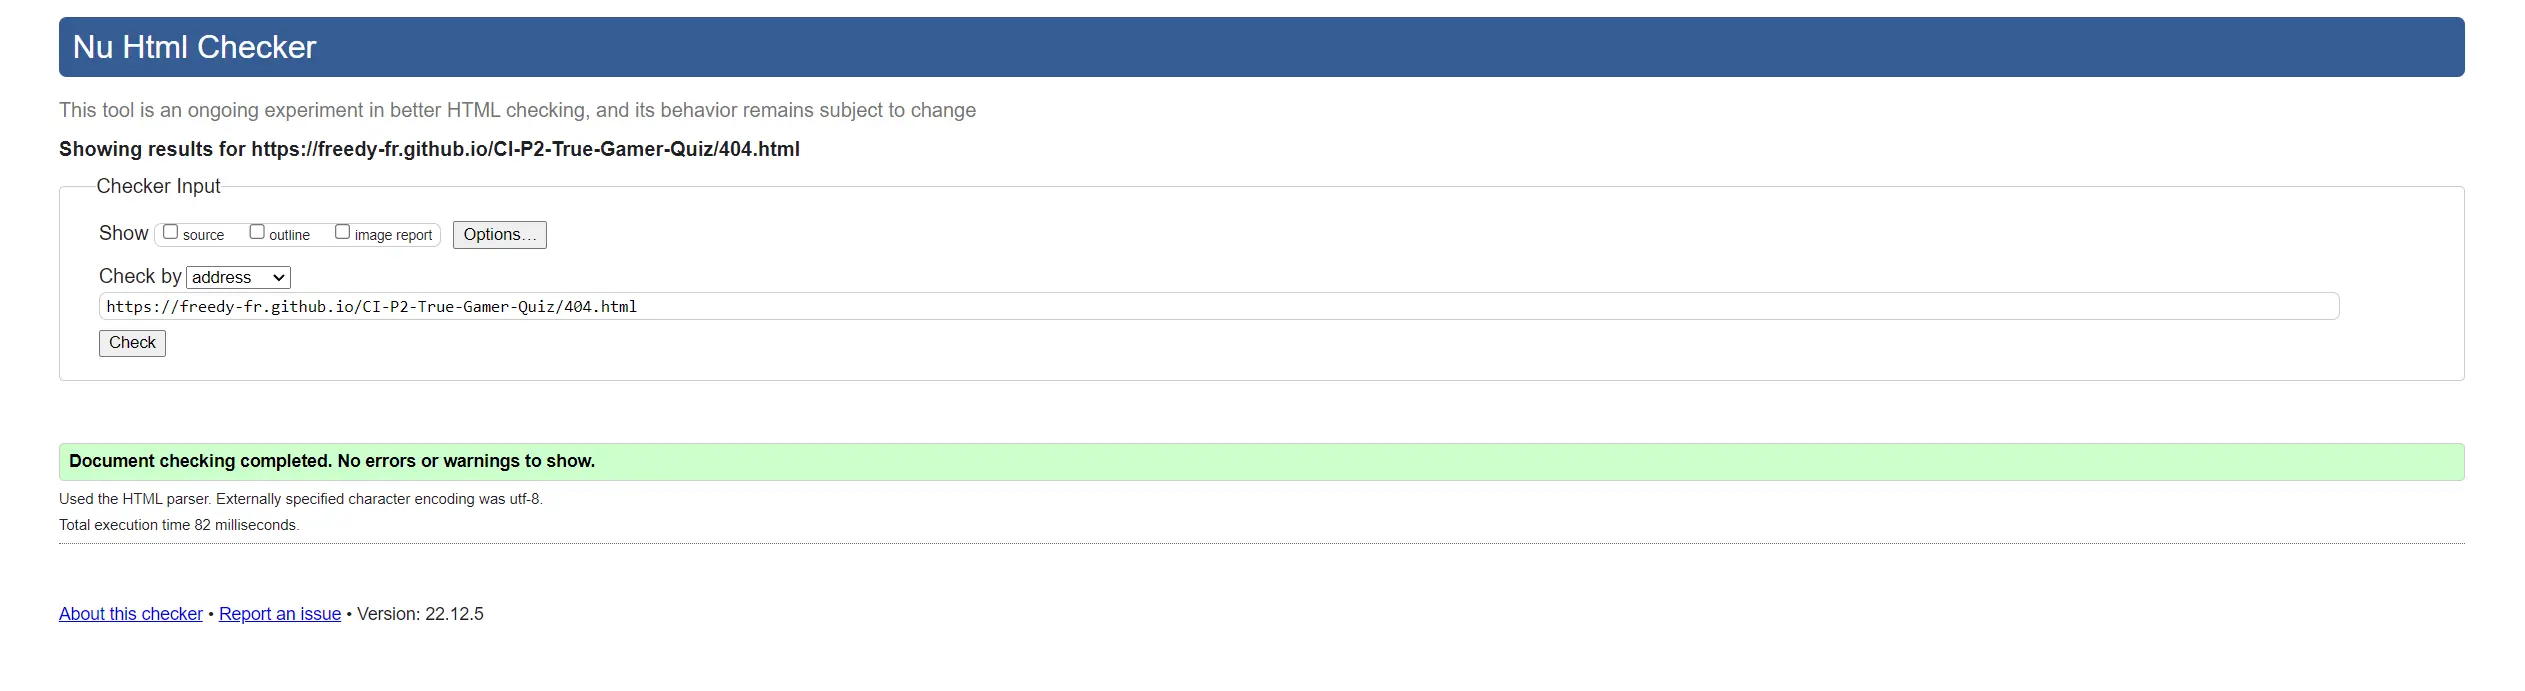 Nu Html Checker
This tool is an ongoing experiment in better HTML checking, and its behavior remains subject to change
Showing results for https://freedy-fr.github.io/CI-P2-True-Gamer-Quiz/404.html
Checker Input
Show source outline image report Options…
Check by address
https://freedy-fr.github.io/CI-P2-True-Gamer-Quiz/404.html
Check
Document checking completed. No errors or warnings to show.
Used the HTML parser. Externally specified character encoding was utf-8.
Total execution time 82 milliseconds.
About this checker • Report an issue • Version: 22.12.5